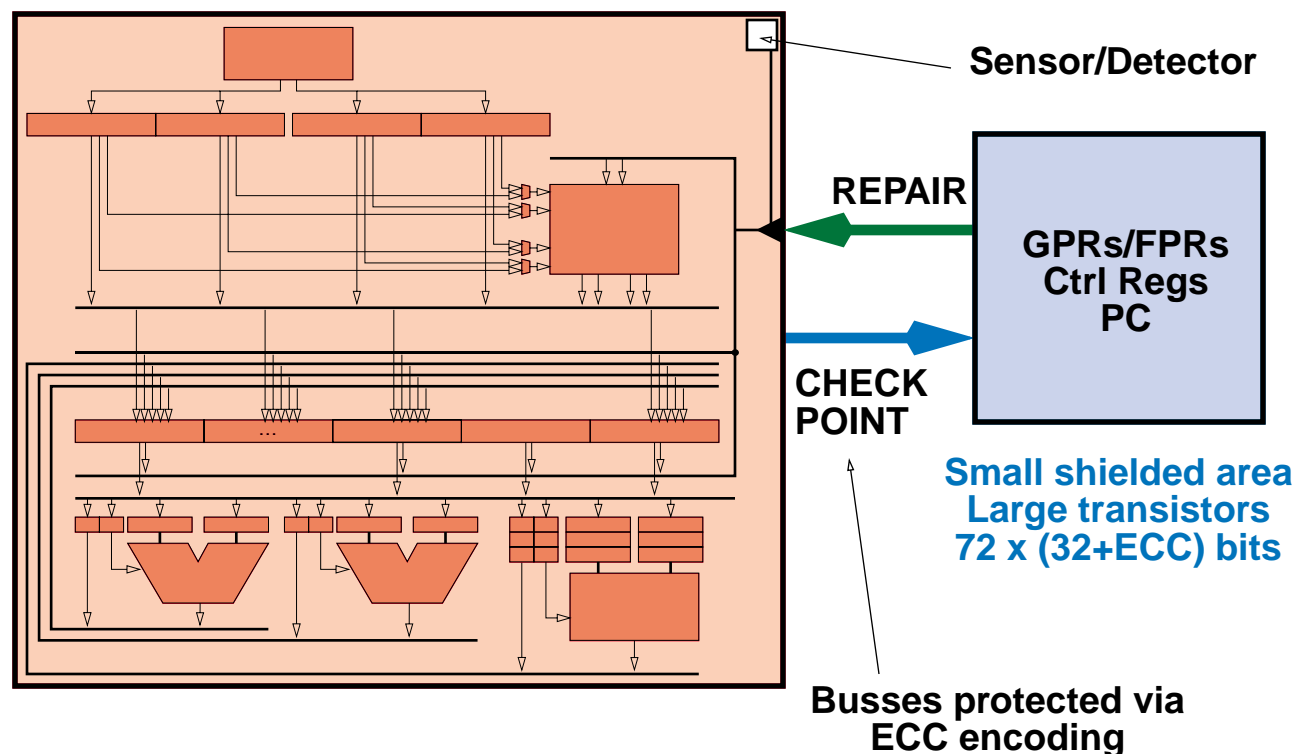 Sensor/Detector
REPAIR
GPRs/FPRs
Ctrl Regs
PC
CHECK
POINT
...
Small shielded area
Large transistors
72 x (32+ECC) bits
Busses protected via
ECC encoding